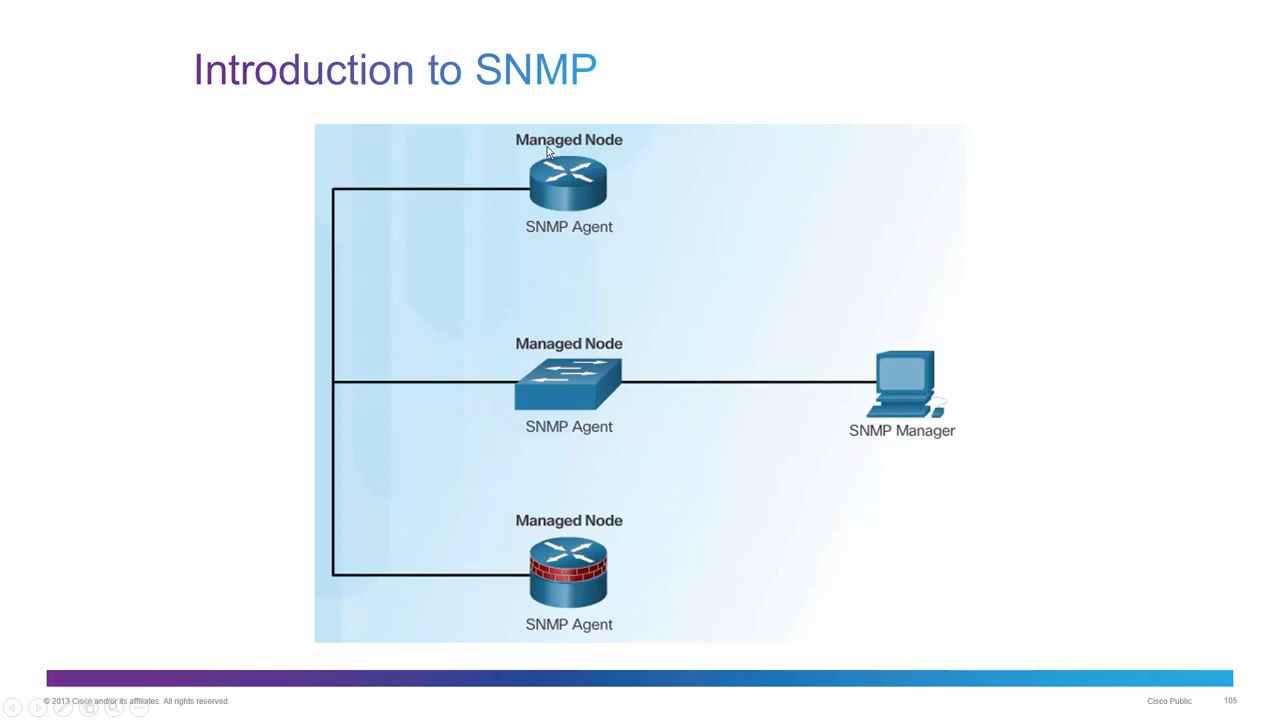 Introduction to SNMP
Managed Node
SNMP Agent
Managed Node
SNMP Agent
SNMP Manager
Managed Node
SNMP Agent
© 2013 Cisco and/or its affiliates. All rights reserved.
Cisco Public
105